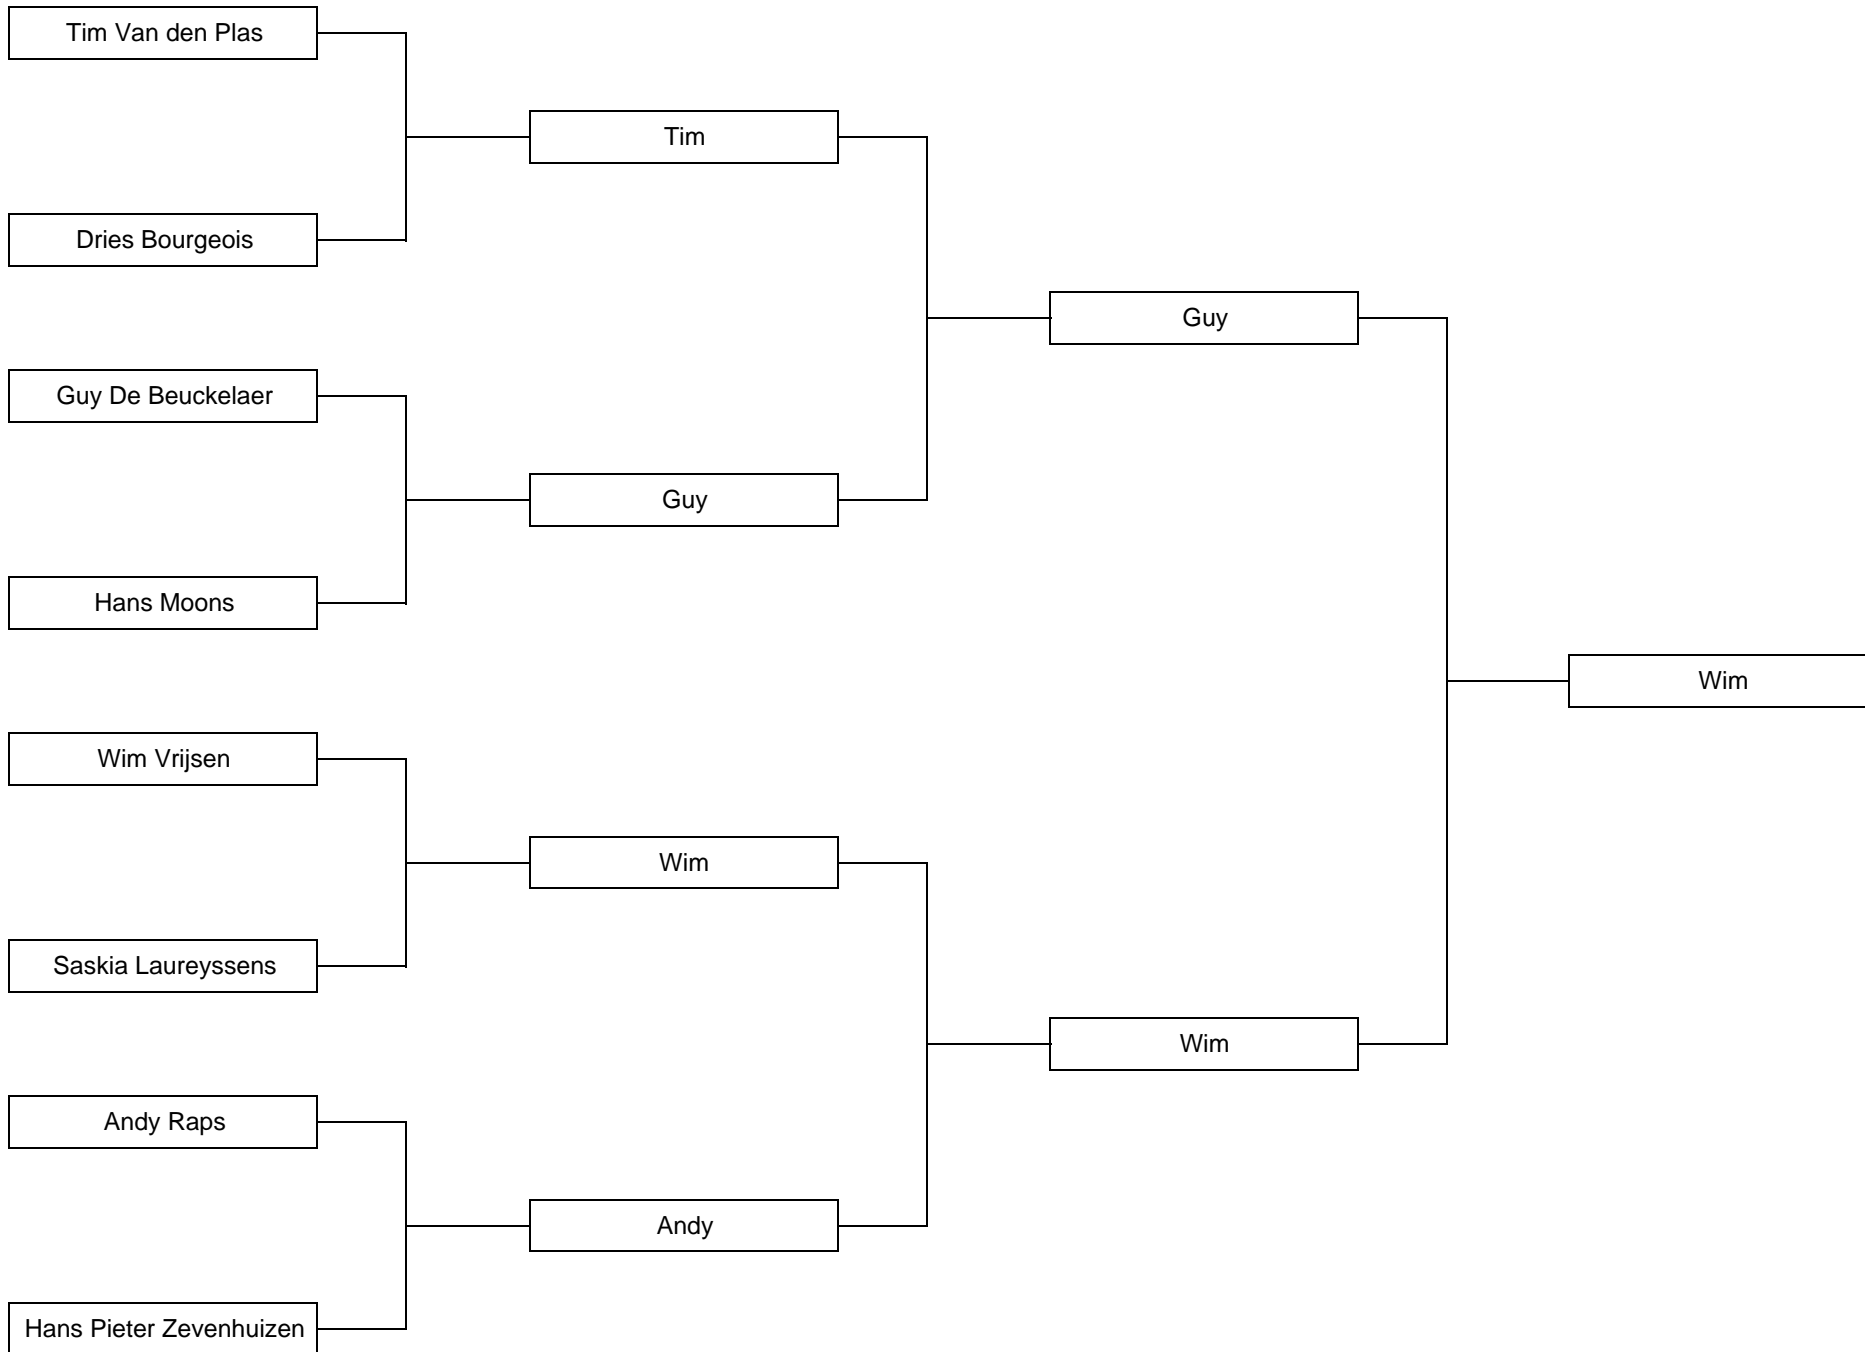 Tim Van den Plas
Tim
Dries Bourgeois
Guy
Guy De Beuckelaer
Guy
Hans Moons
Wim
Wim Vrijsen
Wim
Saskia Laureyssens
Wim
Andy Raps
Andy
Hans Pieter Zevenhuizen